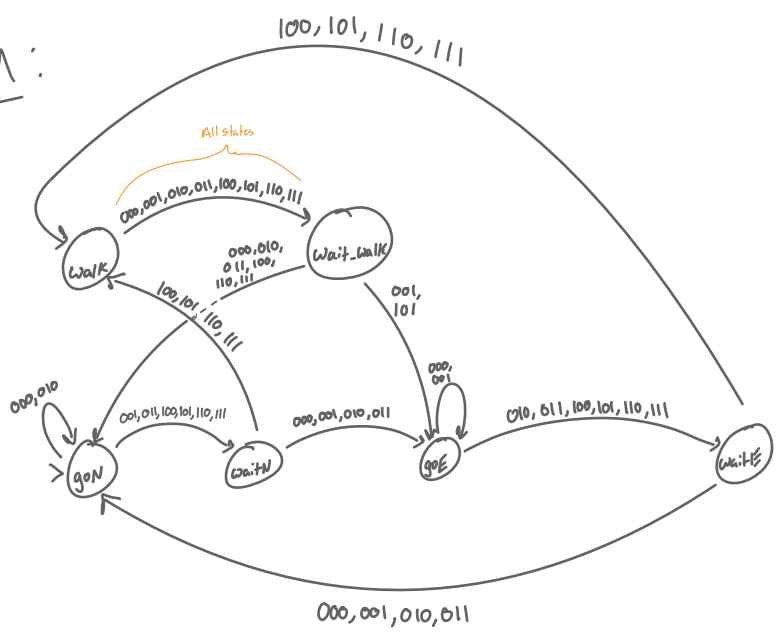 100, 101, 110, 111
All states
000,001,010,011,100,101,110,111
walk
wait_walk
000,010,
011,100,
110,111
001,
101
100,101,110,111
000,
001
000,010
001,011,100,101,110,111
000,001,010,011
010, 011,100,101,110,111
goN
waitN
goE
waitE
000,001,010,011